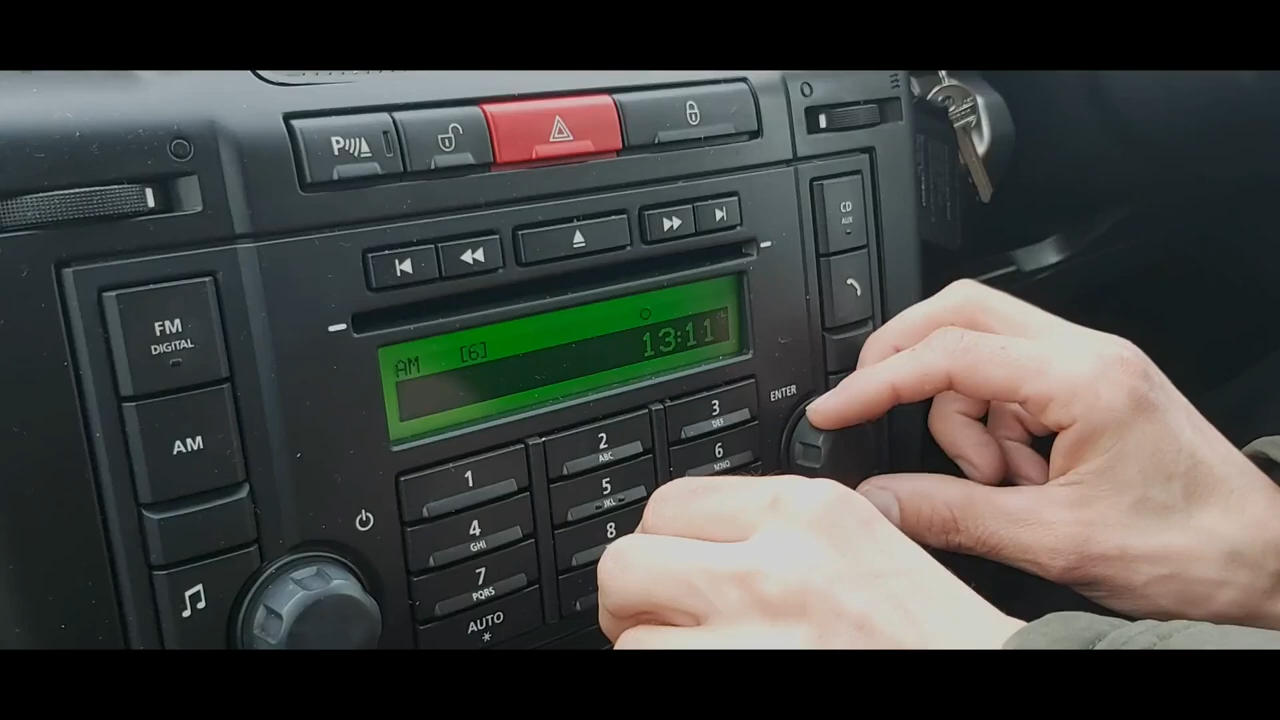 P
CD
AUX
FM
DIGITAL
AM [6]
13:11
AM
ENTER
1
2
ABC
3
DEF
4
GHI
5
JKL
6
MNO
7
PQRS
8
AUTO
*